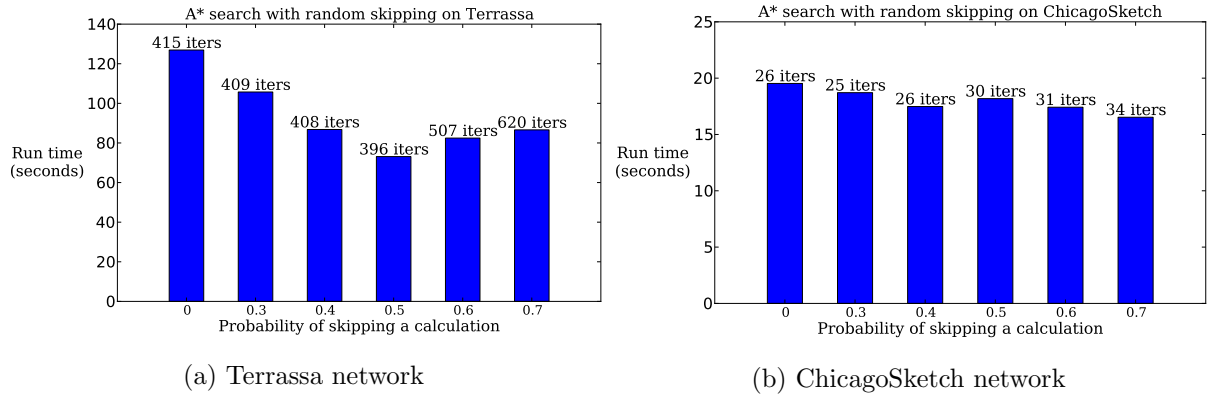 A* search with random skipping on Terrassa
140
120
100
80
60
40
20
0
Run time
(seconds)
415 iters
409 iters
408 iters
396 iters
507 iters
620 iters
0 0.3 0.4 0.5 0.6 0.7
Probability of skipping a calculation
(a) Terrassa network
A* search with random skipping on ChicagoSketch
25
20
15
10
5
0
Run time
(seconds)
26 iters
25 iters
26 iters
30 iters
31 iters
34 iters
0 0.3 0.4 0.5 0.6 0.7
Probability of skipping a calculation
(b) ChicagoSketch network